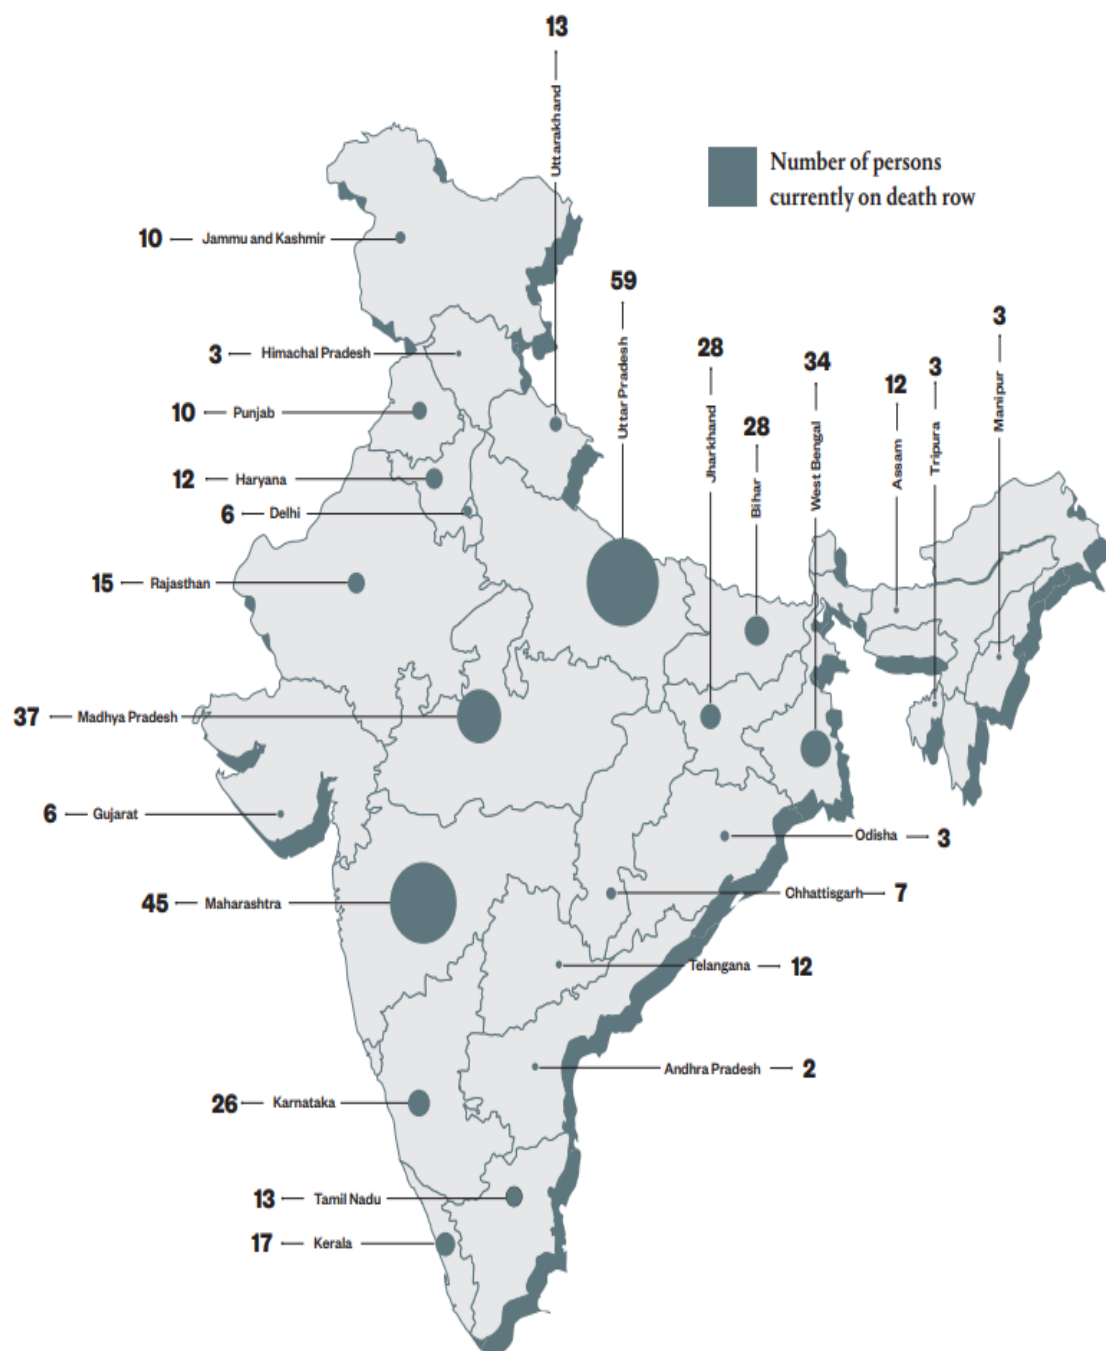 13
Uttarakhand
Number of persons
currently on death row
10 Jammu and Kashmir
59
Uttar Pradesh
3 Himachal Pradesh
28
Jharkhand
34
West Bengal
3
Manipur
3
Tripura
12
Assam
10 Punjab
28
Bihar
12 Haryana
6 Delhi
15 Rajasthan
37 Madhya Pradesh
6 Gujarat
Odisha 3
Chhattisgarh 7
45 Maharashtra
Telangana 12
Andhra Pradesh 2
26 Karnataka
13 Tamil Nadu
17 Kerala